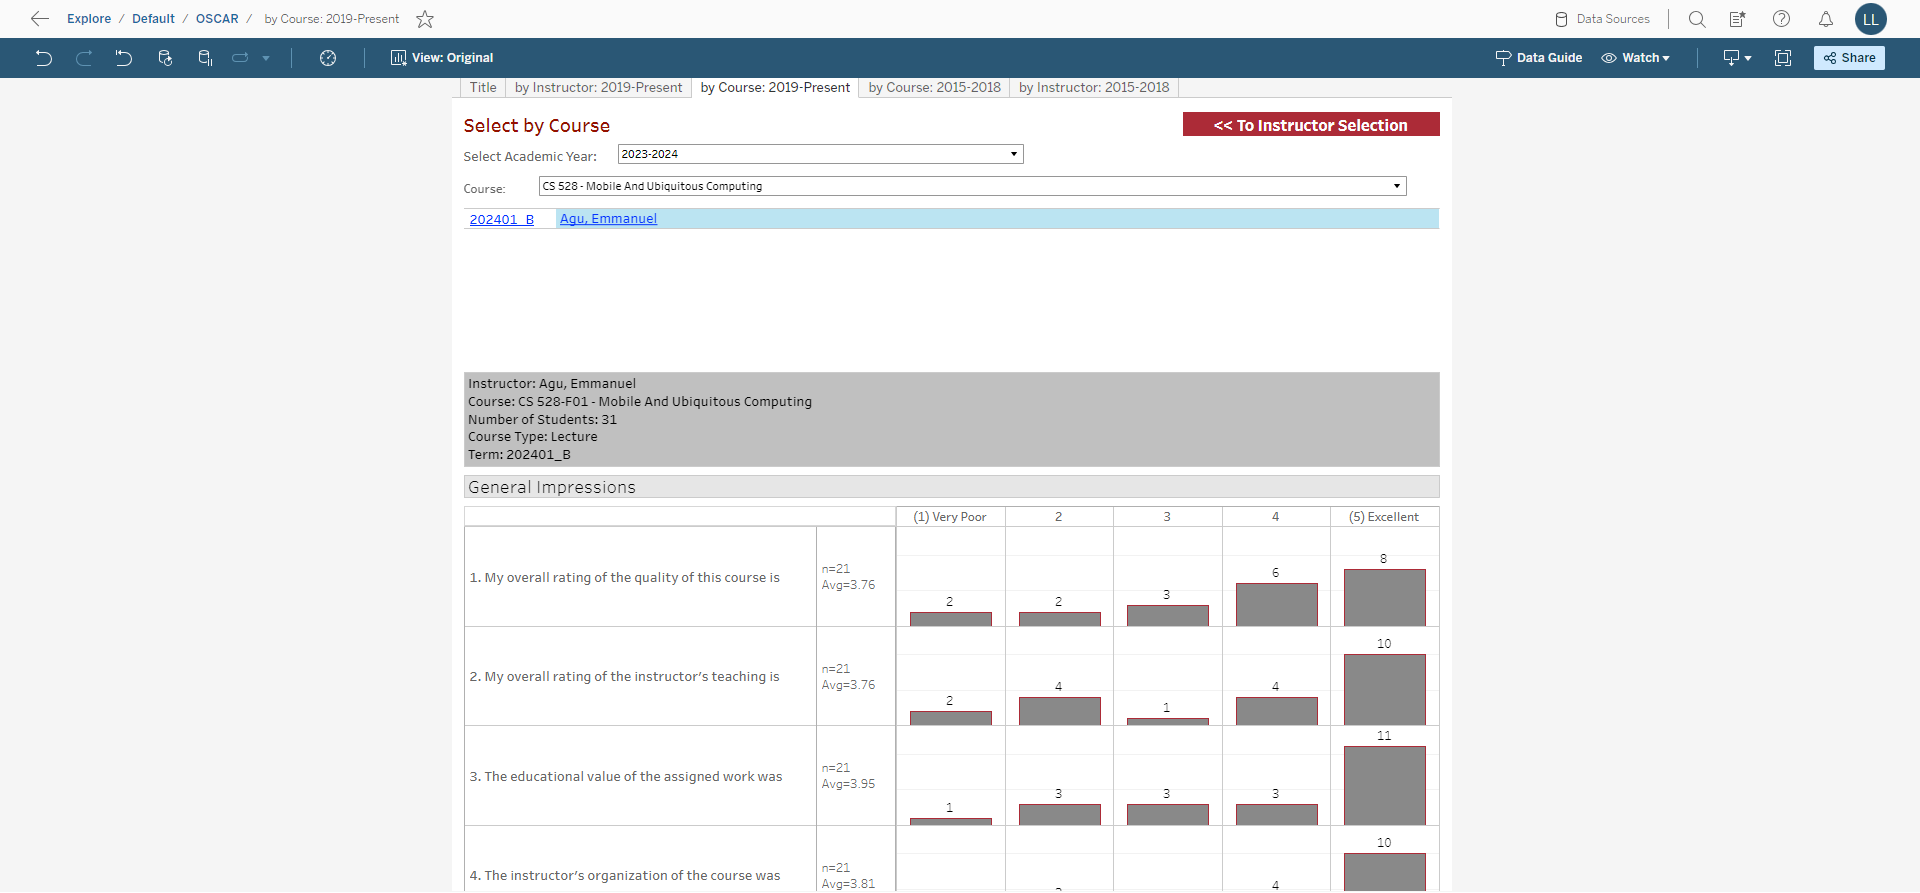 Explore / Default / OSCAR / by Course: 2019-Present
Data Sources
LL
View: Original
Data Guide
Watch
Share
Title
by Instructor: 2019-Present
by Course: 2019-Present
by Course: 2015-2018
by Instructor: 2015-2018
Select by Course
<< To Instructor Selection
Select Academic Year:
2023-2024
Course:
CS 528 - Mobile And Ubiquitous Computing
202401_B
Agu, Emmanuel
Instructor: Agu, Emmanuel
Course: CS 528-F01 - Mobile And Ubiquitous Computing
Number of Students: 31
Course Type: Lecture
Term: 202401_B
General Impressions
(1) Very Poor 2 3 4 (5) Excellent
1. My overall rating of the quality of this course is
n=21
Avg=3.76
2 2 3 6 8
2. My overall rating of the instructor's teaching is
n=21
Avg=3.76
2 4 1 4 10
3. The educational value of the assigned work was
n=21
Avg=3.95
1 3 3 3 11
4. The instructor's organization of the course was
n=21
Avg=3.81
4 10